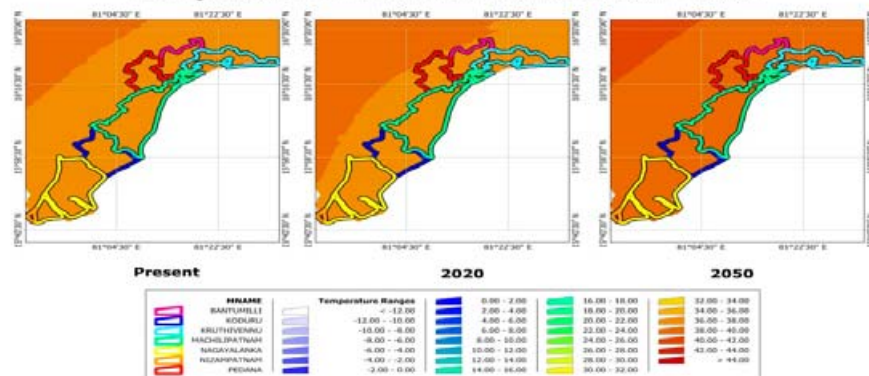 81°04'30" E 81°22'30" E 81°04'30" E 81°22'30" E 81°04'30" E 81°22'30" E
81°04'30" E 81°22'30" E 81°04'30" E 81°22'30" E 81°04'30" E 81°22'30" E
Present 2020 2050
MNAME
BANTUMILLI
KODURU
KRUTHIVENNU
MACHILIPATNAM
NAGAYALANKA
NIZAMPATNAM
PEDANA
Temperature Ranges
< -12.00
-12.00 - -10.00
-10.00 - -8.00
-8.00 - -6.00
-6.00 - -4.00
-4.00 - -2.00
-2.00 - 0.00
0.00 - 2.00
2.00 - 4.00
4.00 - 6.00
6.00 - 8.00
8.00 - 10.00
10.00 - 12.00
12.00 - 14.00
14.00 - 16.00
16.00 - 18.00
18.00 - 20.00
20.00 - 22.00
22.00 - 24.00
24.00 - 26.00
26.00 - 28.00
28.00 - 30.00
30.00 - 32.00
32.00 - 34.00
34.00 - 36.00
36.00 - 38.00
38.00 - 40.00
40.00 - 42.00
42.00 - 44.00
> 44.00